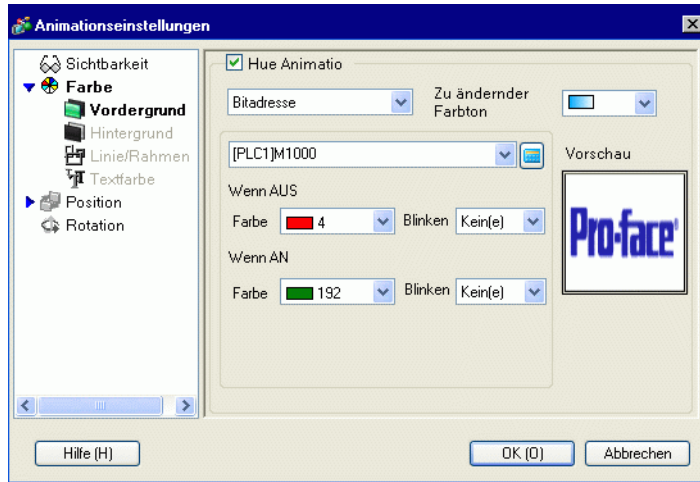 Animationseinstellungen
Sichtbarkeit
Farbe
Vordergrund
Hintergrund
Linie/Rahmen
Textfarbe
Position
Rotation
Hue Animatio
Bitadresse
Zu ändernder
Farbton
[PLC1]M1000
Vorschau
Wenn AUS
Farbe 4 Blinken Kein(e)
Wenn AN
Farbe 192 Blinken Kein(e)
Pro-face®
Hilfe (H) OK (O) Abbrechen